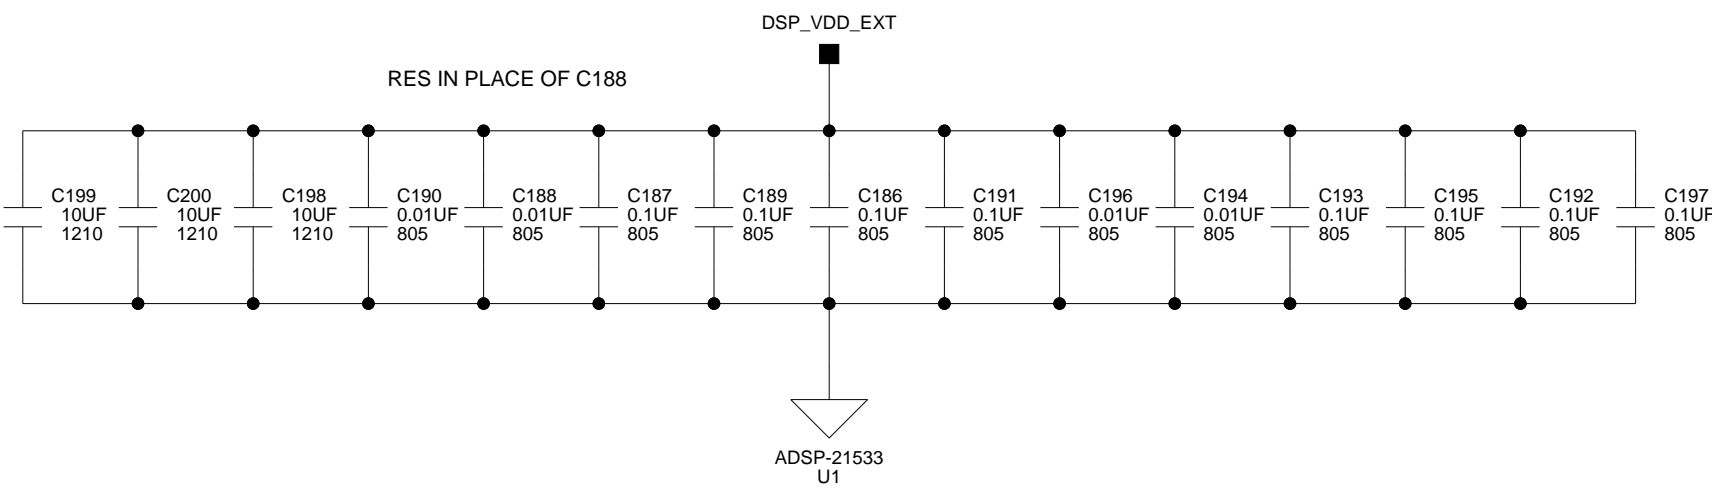 DSP_VDD_EXT
RES IN PLACE OF C188
C199
10UF
1210
C200
10UF
1210
C198
10UF
1210
C190
0.01UF
805
C188
0.01UF
805
C187
0.1UF
805
C189
0.1UF
805
C186
0.1UF
805
C191
0.1UF
805
C196
0.01UF
805
C194
0.01UF
805
C193
0.1UF
805
C195
0.1UF
805
C192
0.1UF
805
C197
0.1UF
805
ADSP-21533
U1